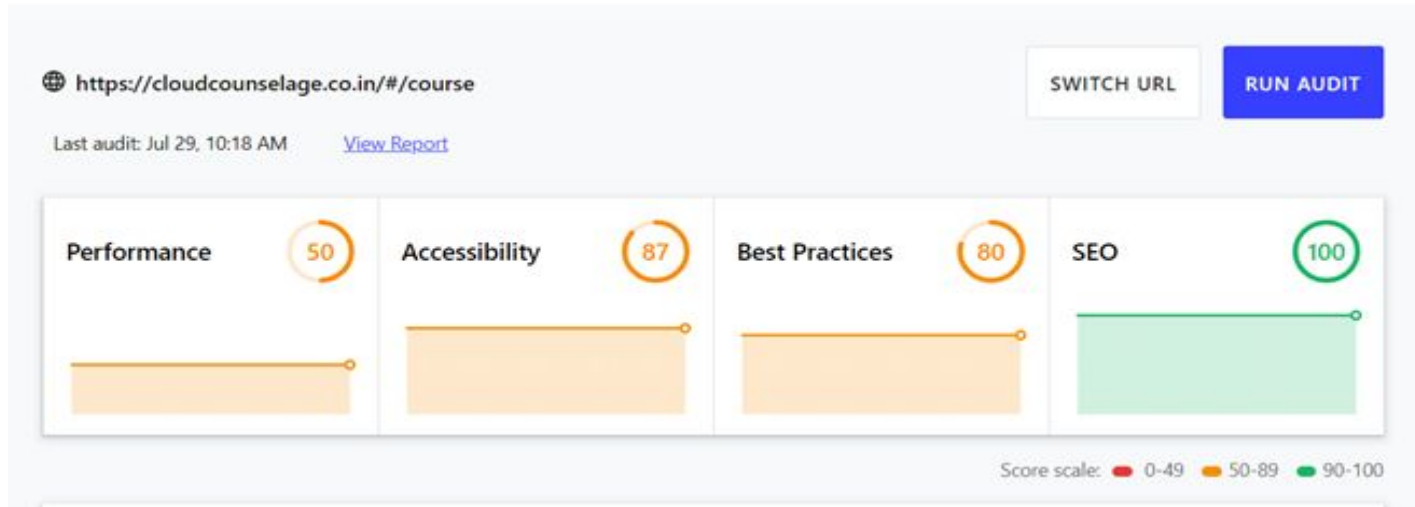 https://cloudcounselage.co.in/#/course
SWITCH URL
RUN AUDIT
Last audit: Jul 29, 10:18 AM View Report
Performance 50 Accessibility 87 Best Practices 80 SEO 100
Score scale: 0-49 50-89 90-100